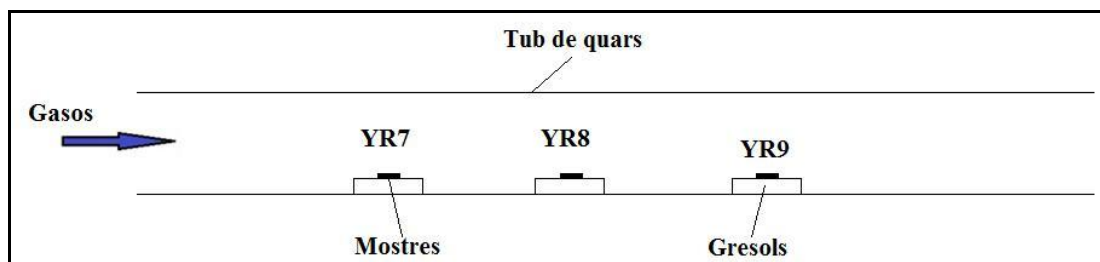 Tub de quars
Gasos
YR7
YR8
YR9
Mostres
Gresols